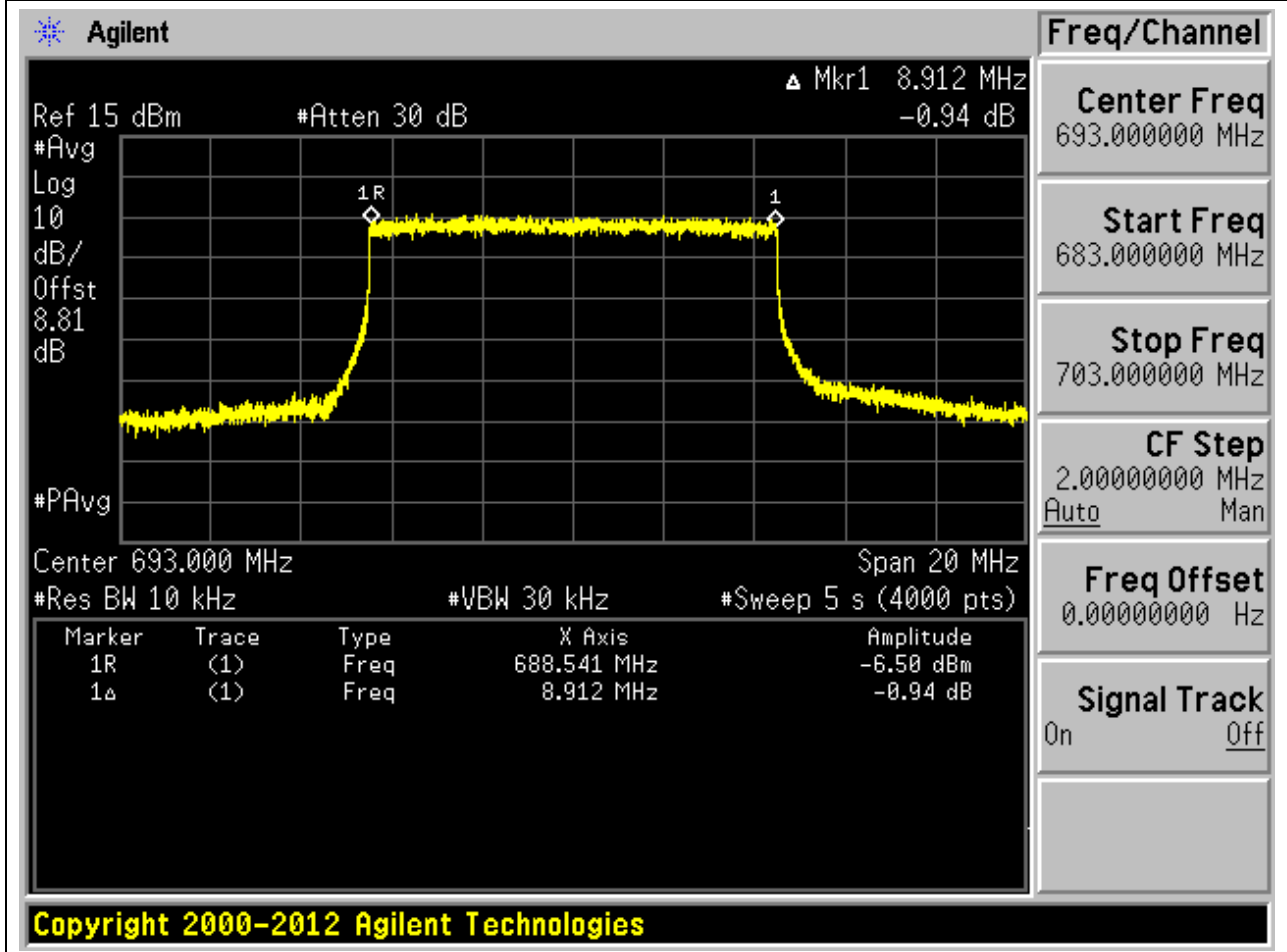 Agilent
Freq/Channel
Δ Mkr1 8.912 MHz
Ref 15 dBm #Atten 30 dB -0.94 dB
#Avg
Log
10
dB/
Offst
8.81
dB
1R
1
#PAvg
Center 693.000 MHz Span 20 MHz
#Res BW 10 kHz #VBW 30 kHz #Sweep 5 s (4000 pts)
Marker Trace Type X Axis Amplitude
1R (1) Freq 688.541 MHz -6.50 dBm
1Δ (1) Freq 8.912 MHz -0.94 dB
Center Freq
693.000000 MHz
Start Freq
683.000000 MHz
Stop Freq
703.000000 MHz
CF Step
2.00000000 MHz
Auto Man
Freq Offset
0.00000000 Hz
Signal Track
On Off
Copyright 2000-2012 Agilent Technologies